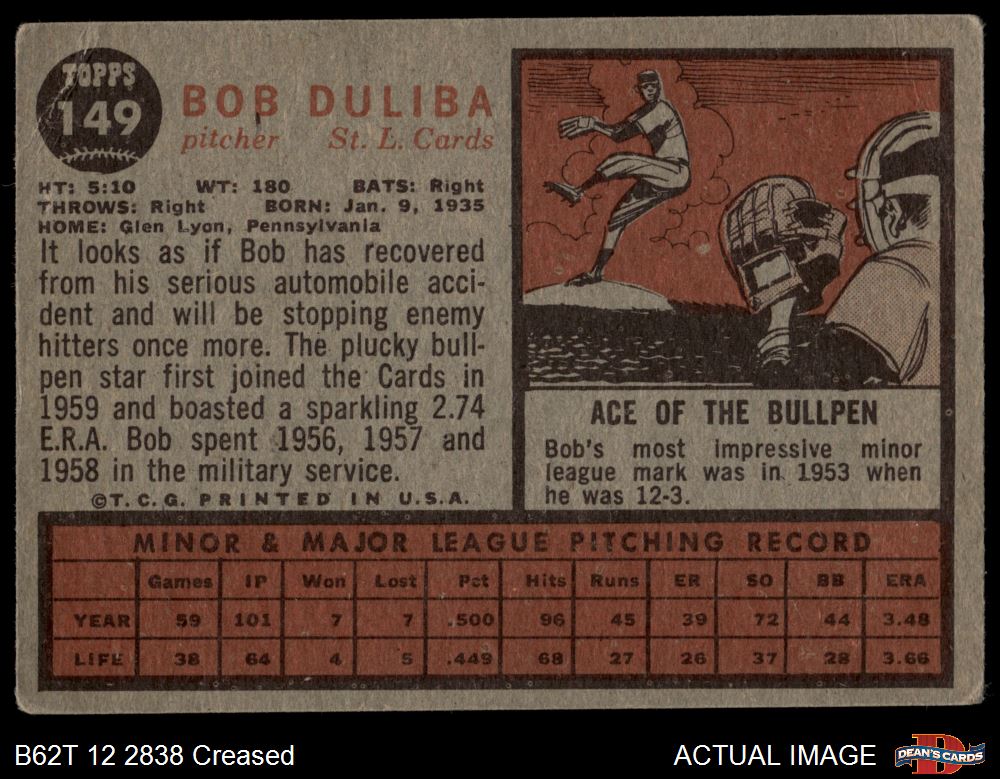 TOPPS
149
BOB DULIBA
pitcher St. L. Cards
HT: 5:10 WT: 180 BATS: Right
THROWS: Right BORN: Jan. 9, 1935
HOME: Glen Lyon, Pennsylvania
It looks as if Bob has recovered
from his serious automobile acci-
dent and will be stopping enemy
hitters once more. The plucky bull-
pen star first joined the Cards in
1959 and boasted a sparkling 2.74
E.R.A. Bob spent 1956, 1957 and
1958 in the military service.
©T.C.G. PRINTED IN U.S.A.
ACE OF THE BULLPEN
Bob's most impressive minor
league mark was in 1953 when
he was 12-3.
MINOR & MAJOR LEAGUE PITCHING RECORD
Games IP Won Lost Pct Hits Runs ER SO BB ERA
YEAR 59 101 7 7 .500 96 45 39 72 44 3.48
LIFE 38 64 4 5 .449 68 27 26 37 28 3.66
B62T 12 2838 Creased
ACTUAL IMAGE
DEAN'S CARDS